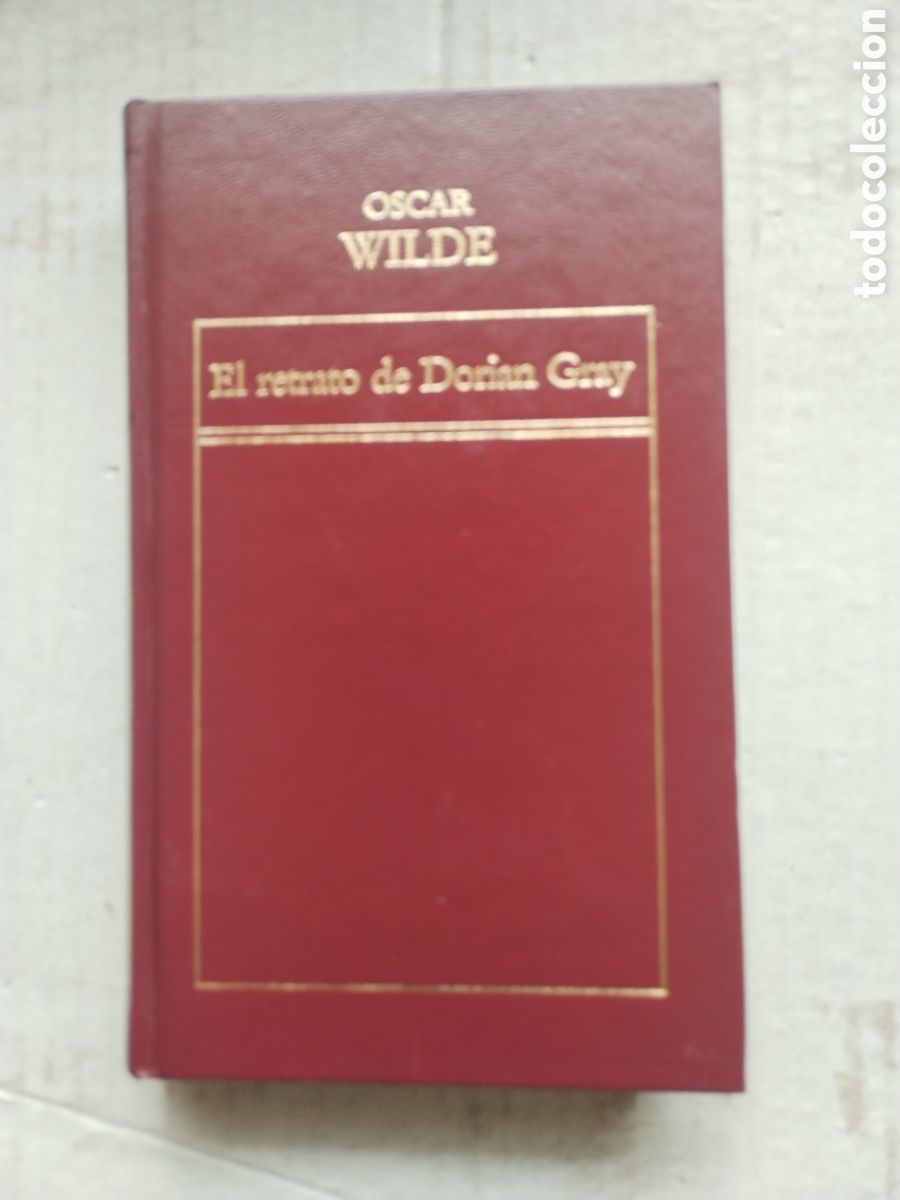 OSCAR
WILDE
El retrato de Dorian Gray
todocoleccion